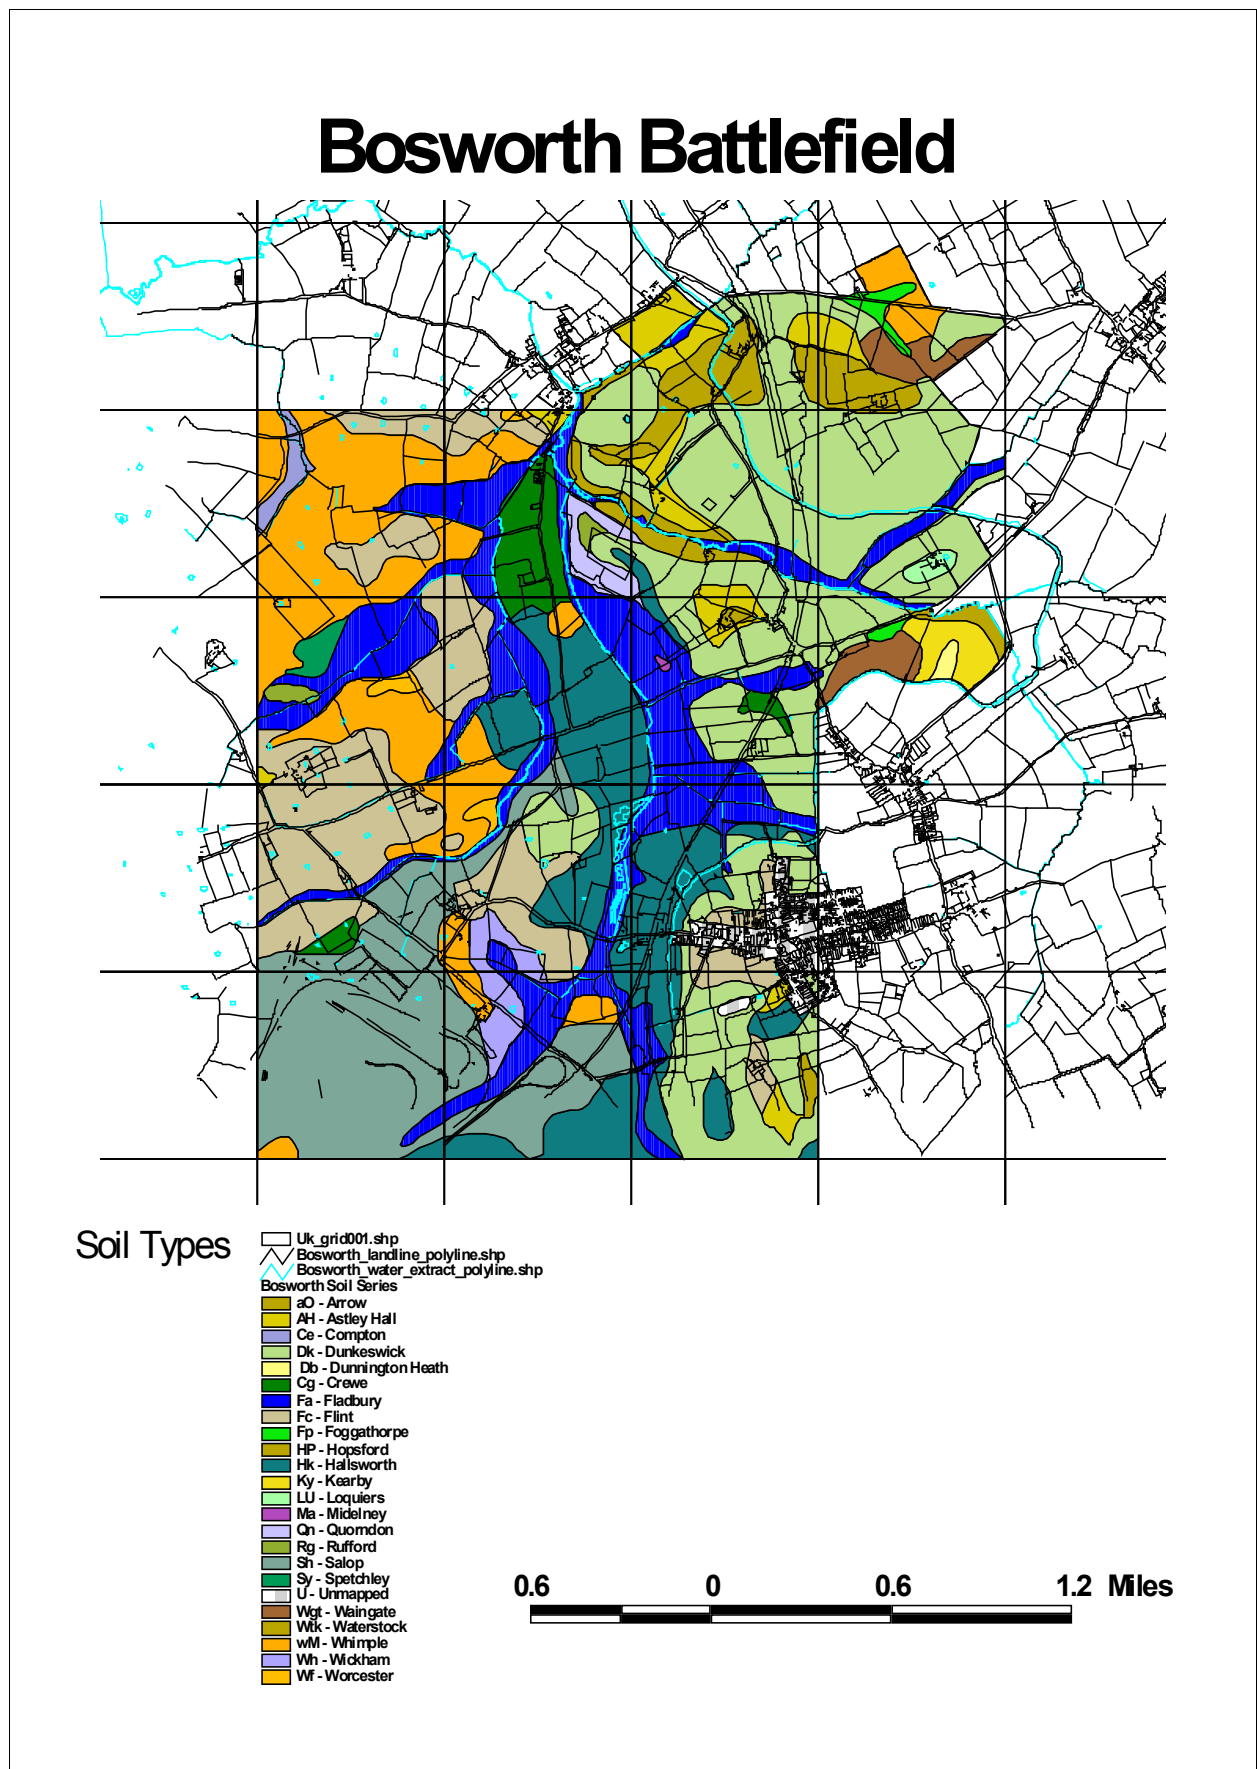 Bosworth Battlefield
Soil Types
Uk_grid001.shp
Bosworth_landline_polyline.shp
Bosworth_water_extract_polyline.shp
Bosworth Soil Series
aO - Arrow
AH - Astley Hall
Ce - Compton
Dk - Dunkeswick
Db - Dunnington Heath
Cg - Crewe
Fa - Fladbury
Fc - Flint
Fp - Foggathorpe
HP - Hopsford
Hk - Hallsworth
Ky - Kearby
LU - Loquiers
Ma - Midelney
Qn - Quorndon
Rg - Rufford
Sh - Salop
Sy - Spetchley
U - Unmapped
Wgt - Waingate
Wtk - Waterstock
wM - Whimple
Wh - Wickham
Wf - Worcester
0.6 0 0.6 1.2 Miles